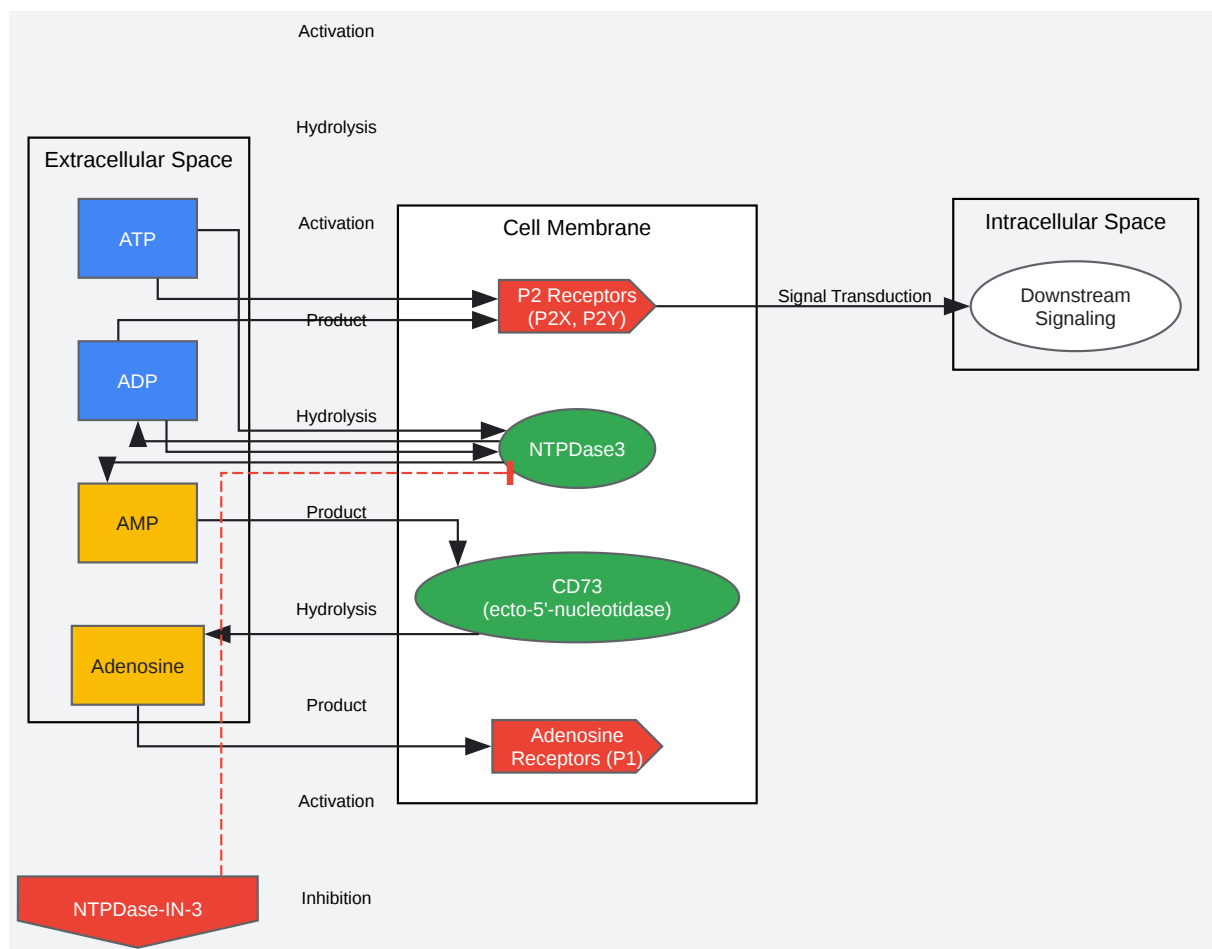 Activation
Hydrolysis
Extracellular Space
ATP
Activation
Cell Membrane
Intracellular Space
P2 Receptors
(P2X, P2Y)
Signal Transduction
Downstream
Signaling
Product
ADP
Hydrolysis
NTPDase3
AMP
Product
CD73
(ecto-5'-nucleotidase)
Hydrolysis
Adenosine
Product
Adenosine
Receptors (P1)
Activation
NTPDase-IN-3
Inhibition